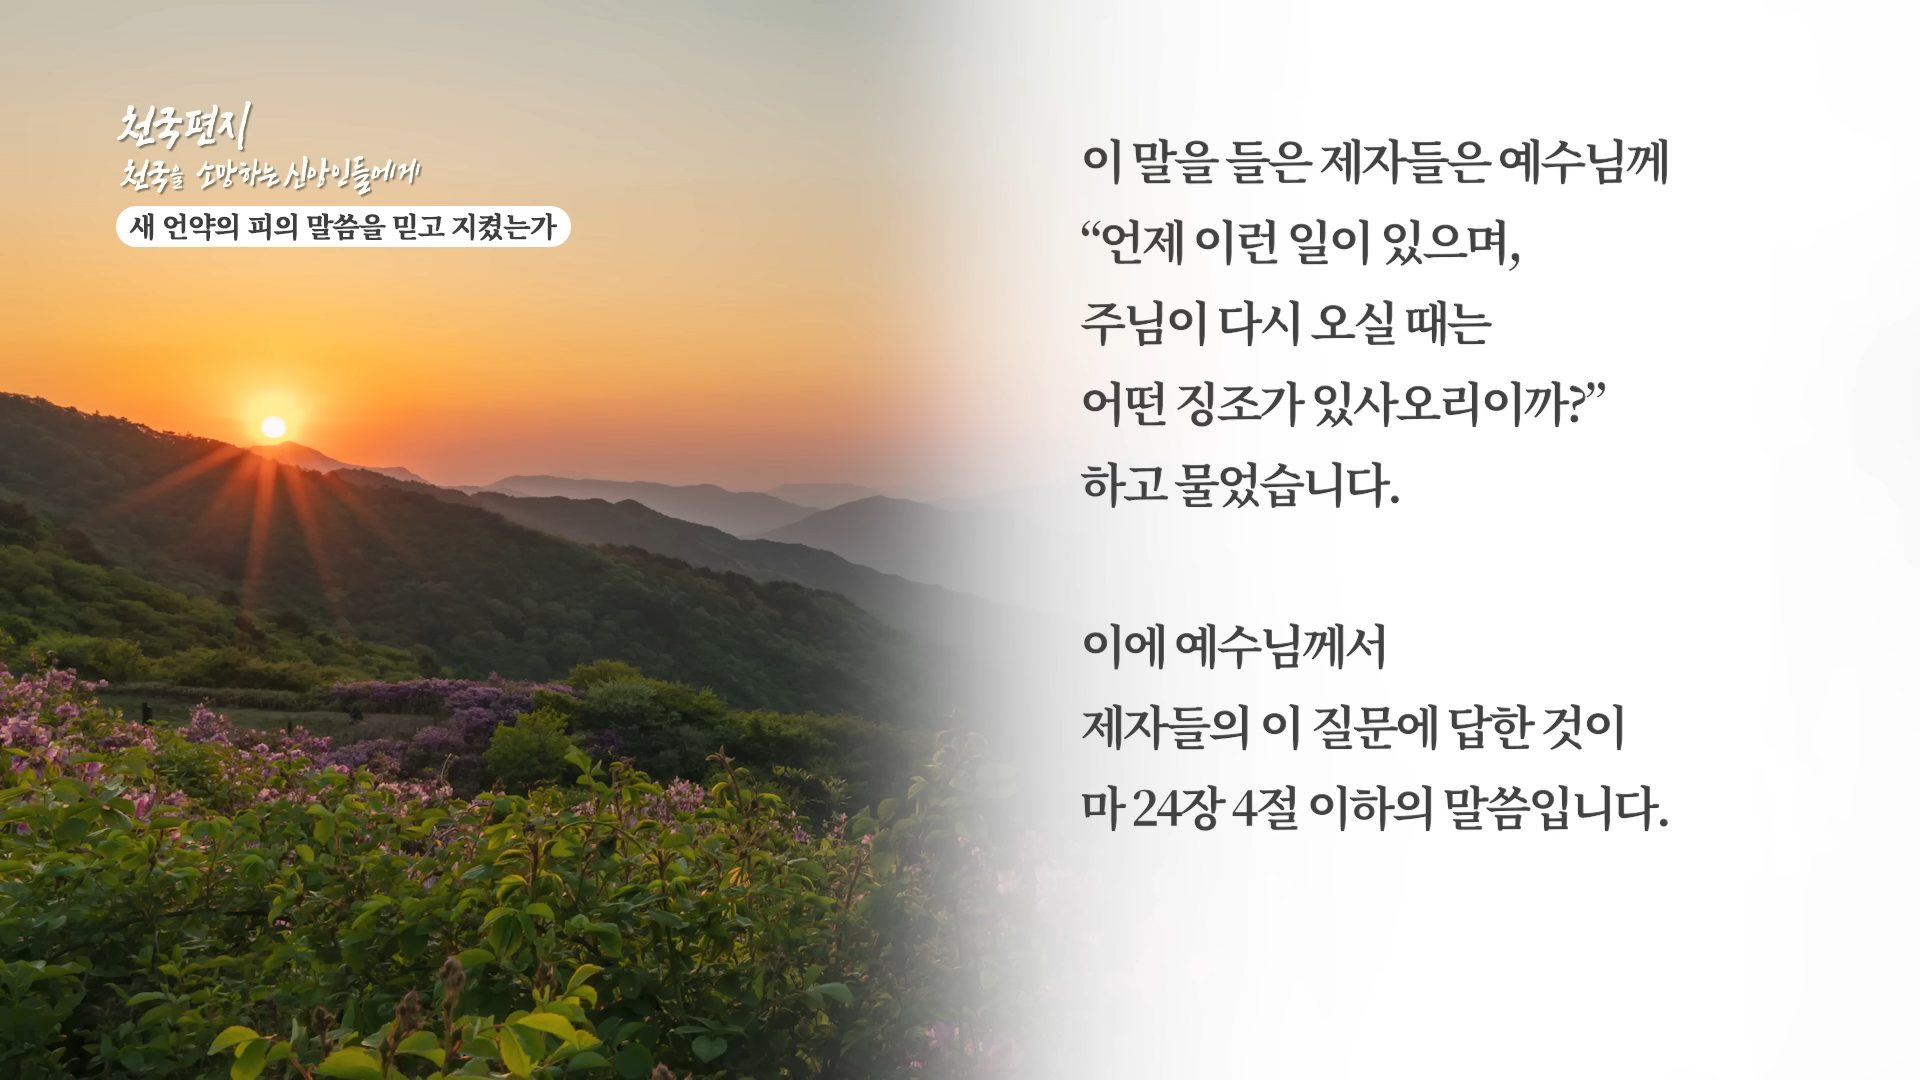 천국편지
천국을 소망하는 신앙인들에게
새 언약의 피의 말씀을 믿고 지켰는가
이 말을 들은 제자들은 예수님께
“언제 이런 일이 있으며,
주님이 다시 오실 때는
어떤 징조가 있사오리이까?”
하고 물었습니다.
이에 예수님께서
제자들의 이 질문에 답한 것이
마 24장 4절 이하의 말씀입니다.